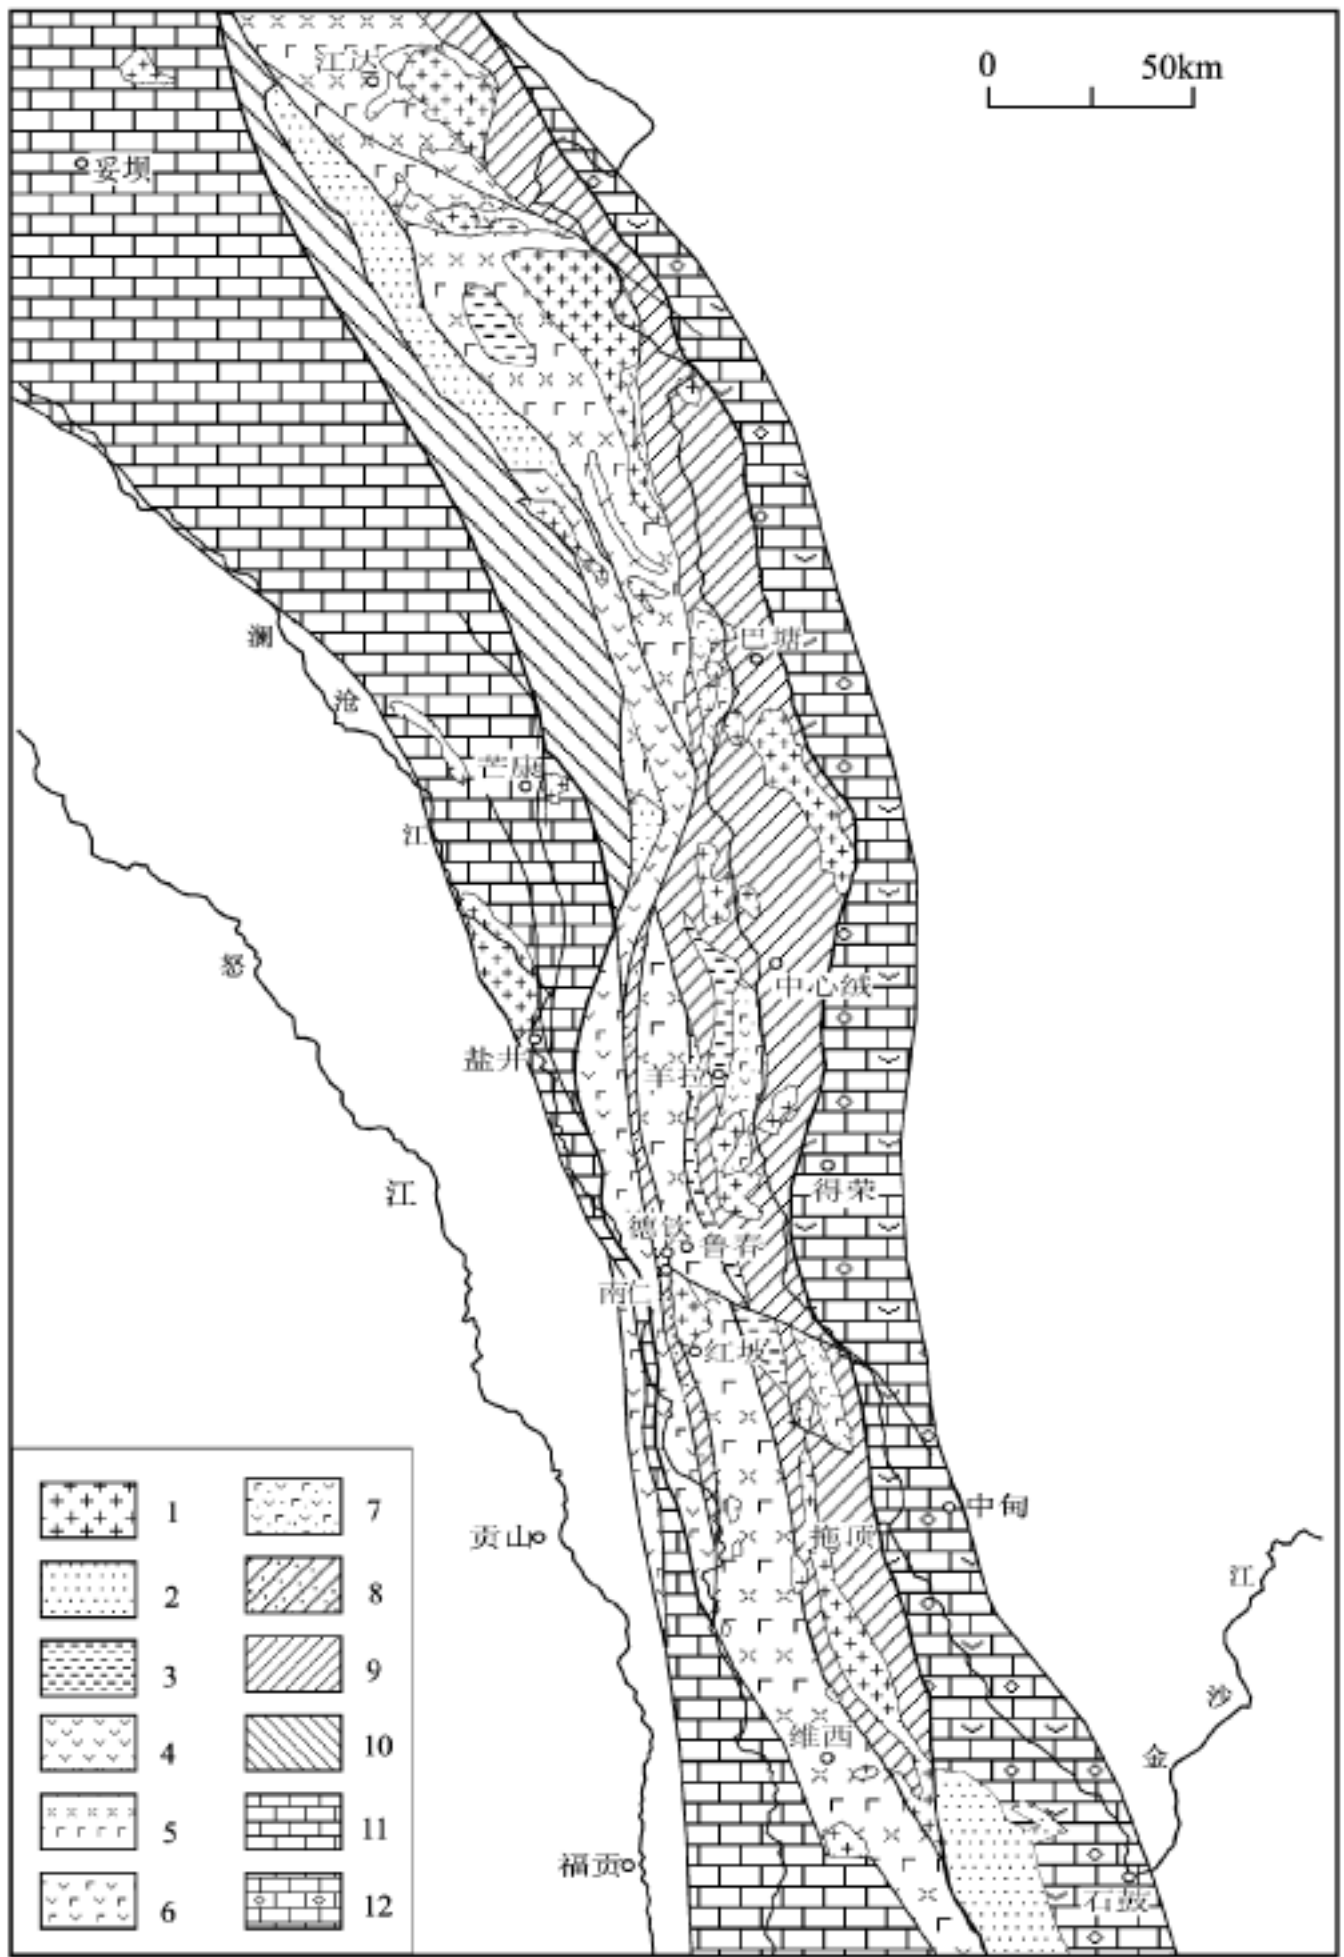 0 50km
江达
妥坝
澜
沧
江
巴塘
芒康
怒
江
中心绒
盐井
羊拉
得荣
德钦
鲁春
南仁
红坡
中甸
拖顶
贡山
江
沙
金
维西
福贡
石鼓
1
2
3
4
5
6
7
8
9
10
11
12